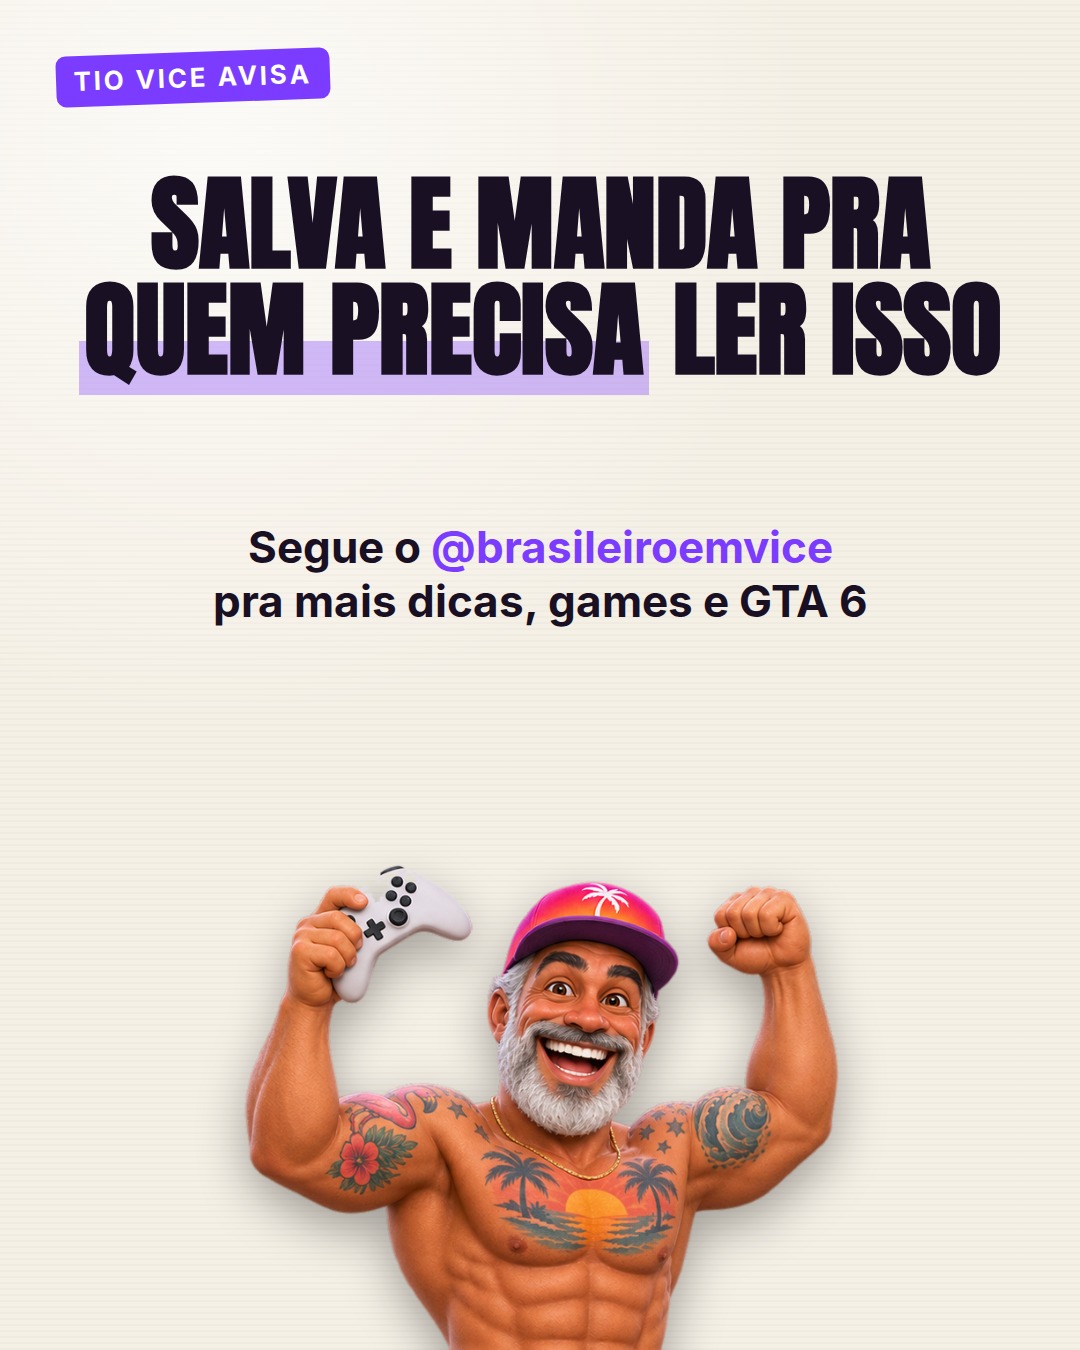 TIO VICE AVISA
SALVA E MANDA PRA
QUEM PRECISA LER ISSO
Segue o @brasileiroemvice
pra mais dicas, games e GTA 6